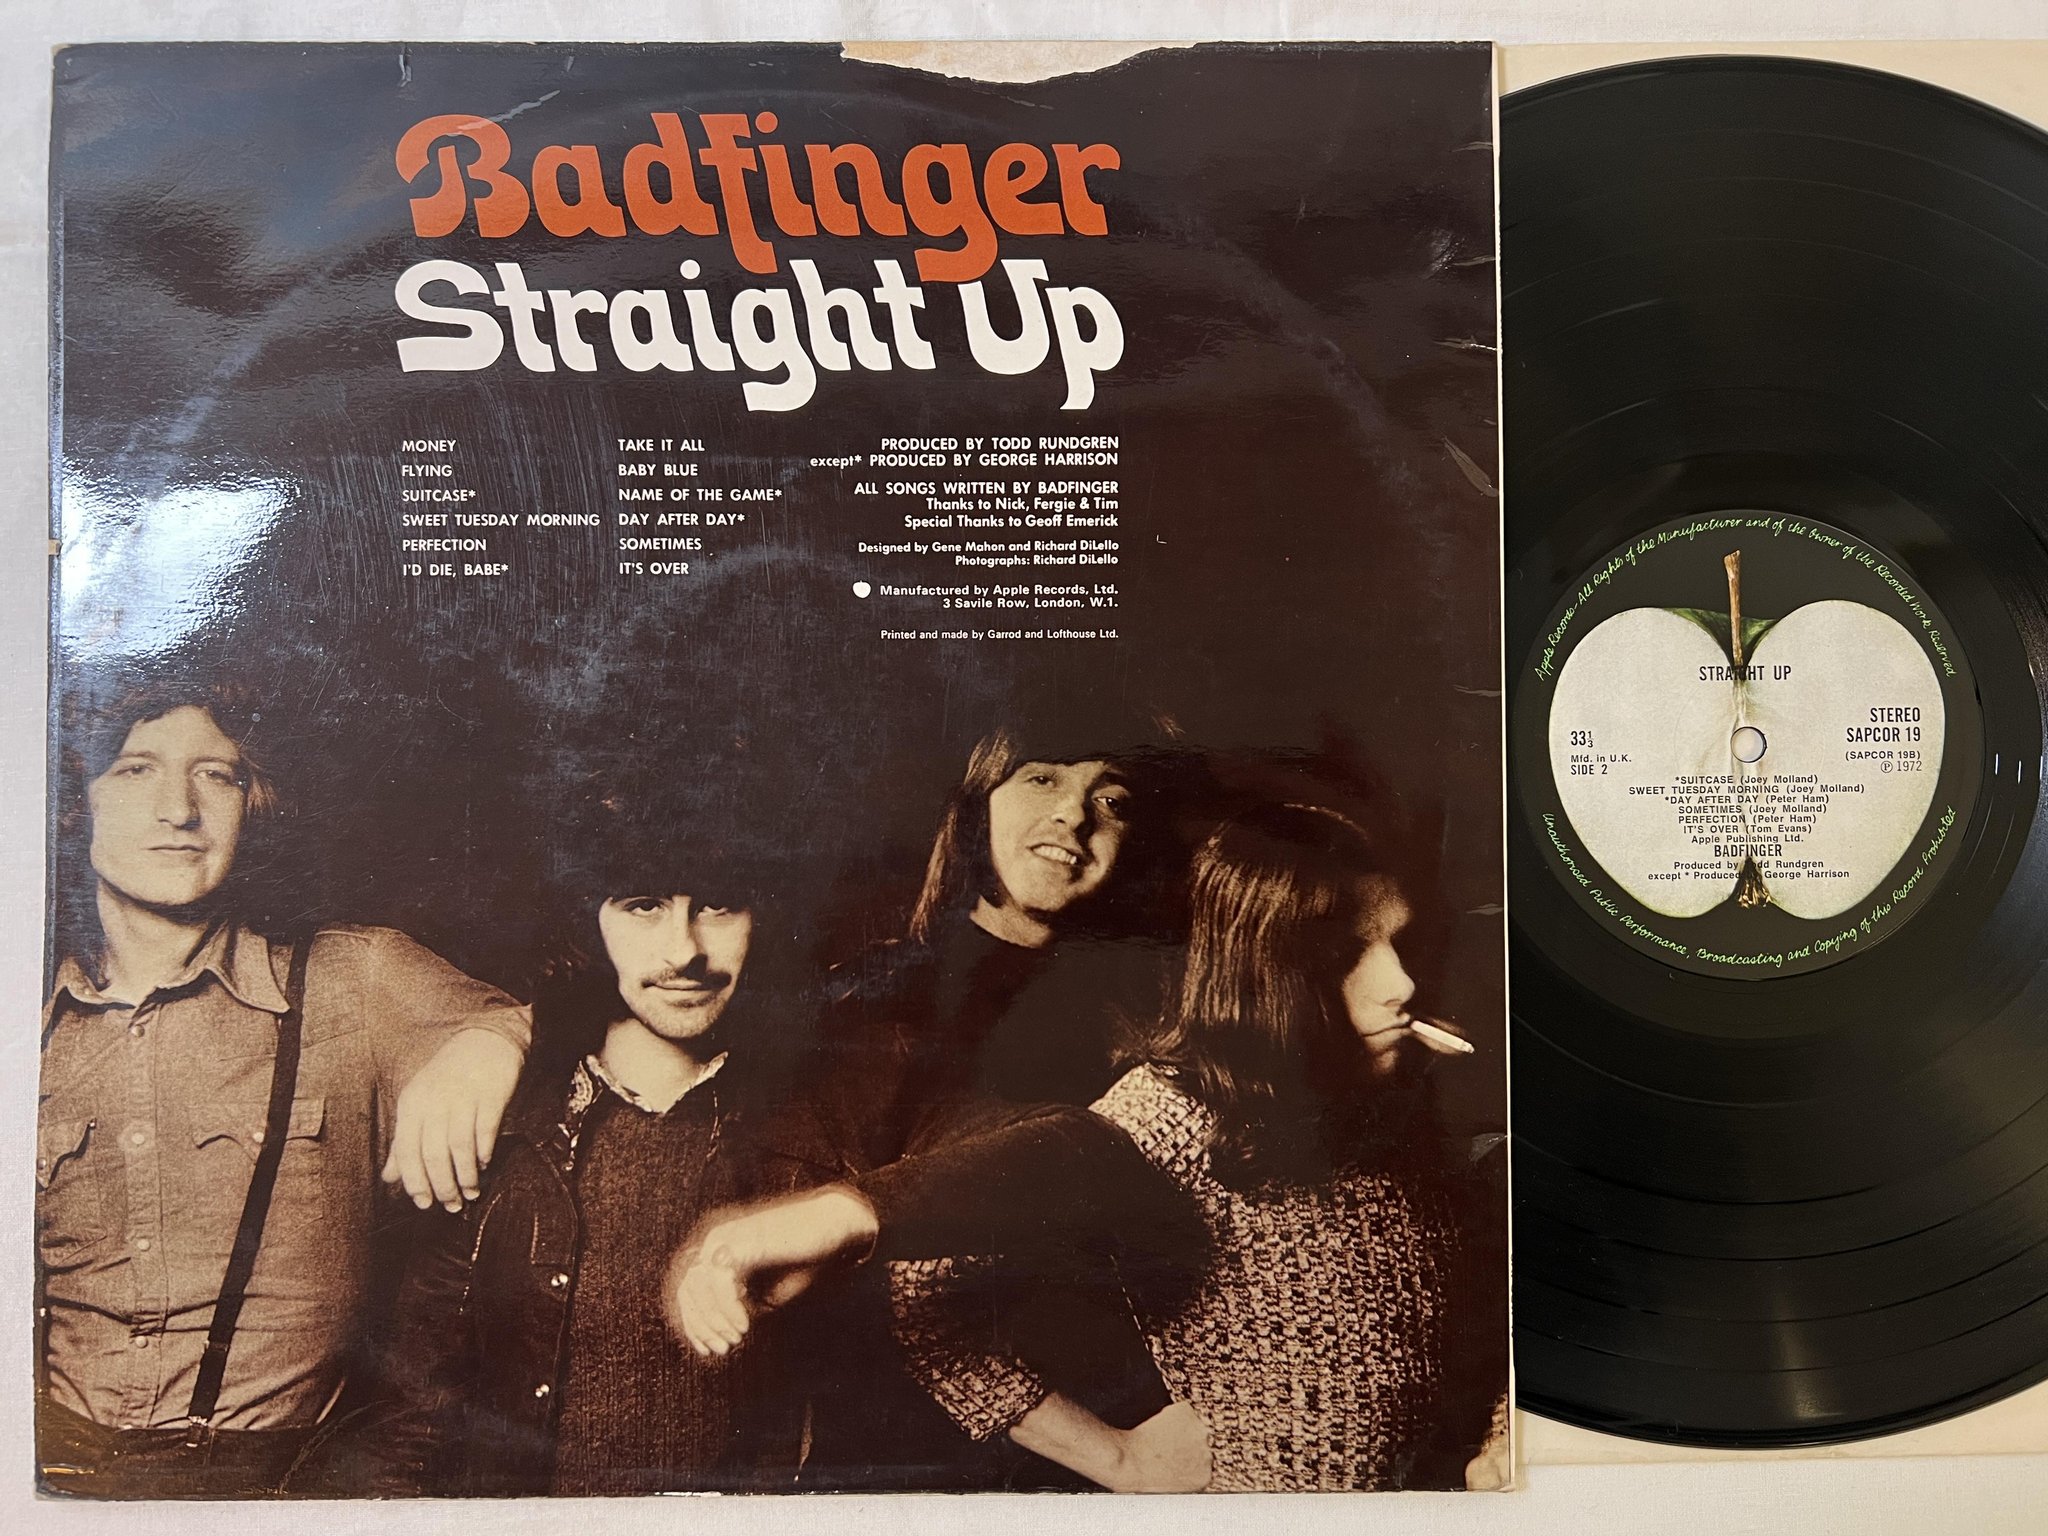 Badfinger
Straight Up
MONEY
FLYING
SUITCASE*
SWEET TUESDAY MORNING
PERFECTION
I'D DIE, BABE*
TAKE IT ALL
BABY BLUE
NAME OF THE GAME*
DAY AFTER DAY*
SOMETIMES
IT'S OVER
PRODUCED BY TODD RUNDGREN
except* PRODUCED BY GEORGE HARRISON
ALL SONGS WRITTEN BY BADFINGER
Thanks to Nick, Fergie & Tim
Special Thanks to Geoff Emerick
Designed by Gene Mahon and Richard DiLello
Photographs: Richard DiLello
Manufactured by Apple Records, Ltd.
3 Savile Row, London, W.1.
Printed and made by Garrod and Lofthouse Ltd.
Apple Records-All Rights of the Manufacturer and of the Owner of the Recorded Work Reserved
STRAIGHT UP
33⅓
Mfd. in U.K.
SIDE 2
STEREO
SAPCOR 19
(SAPCOR 19B)
Ⓟ 1972
*SUITCASE (Joey Molland)
SWEET TUESDAY MORNING (Joey Molland)
*DAY AFTER DAY (Peter Ham)
SOMETIMES (Joey Molland)
PERFECTION (Peter Ham)
IT'S OVER (Tom Evans)
Apple Publishing Ltd.
BADFINGER
Produced by Todd Rundgren
except * Produced George Harrison
Unauthorised Public Performance, Broadcasting and Copying of this Record Prohibited